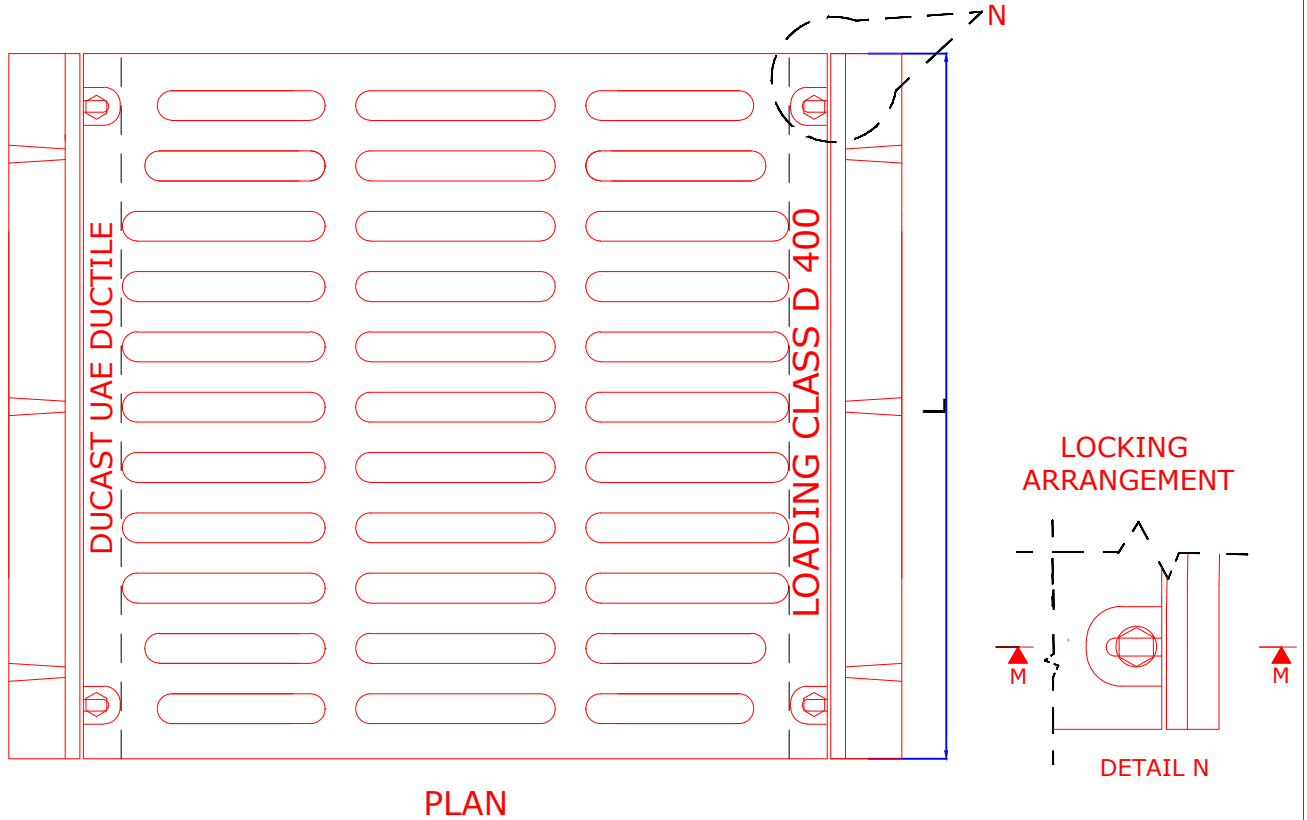 N
DUCAST UAE DUCTILE
LOADING CLASS D 400
L
PLAN
LOCKING
ARRANGEMENT
M
M
DETAIL N